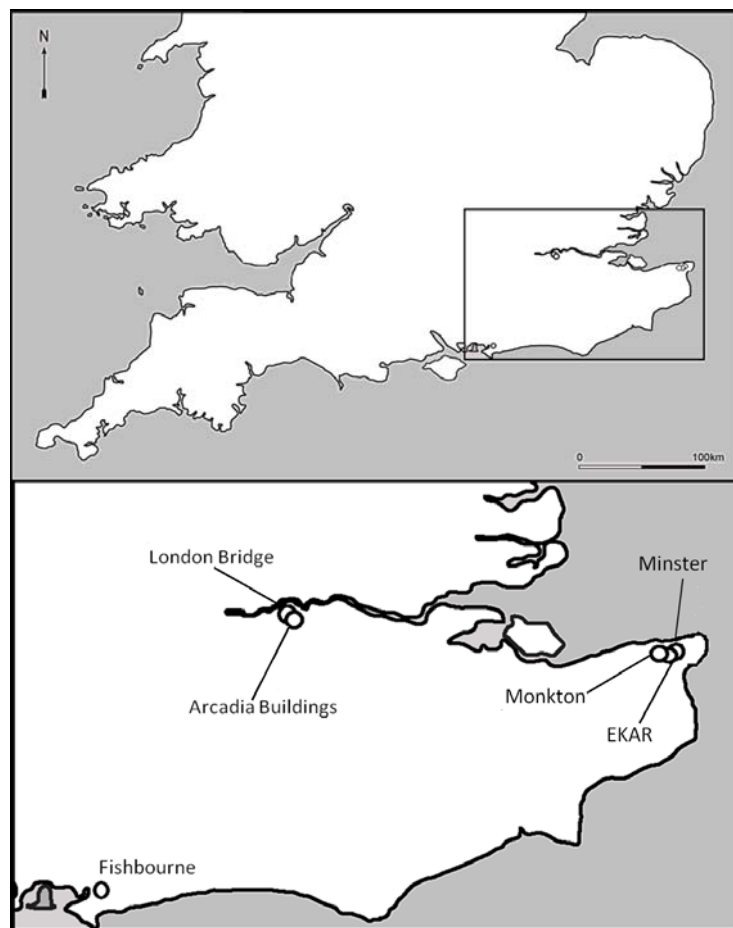 N
0 100km
London Bridge
Minster
Arcadia Buildings
Monkton
EKAR
Fishbourne